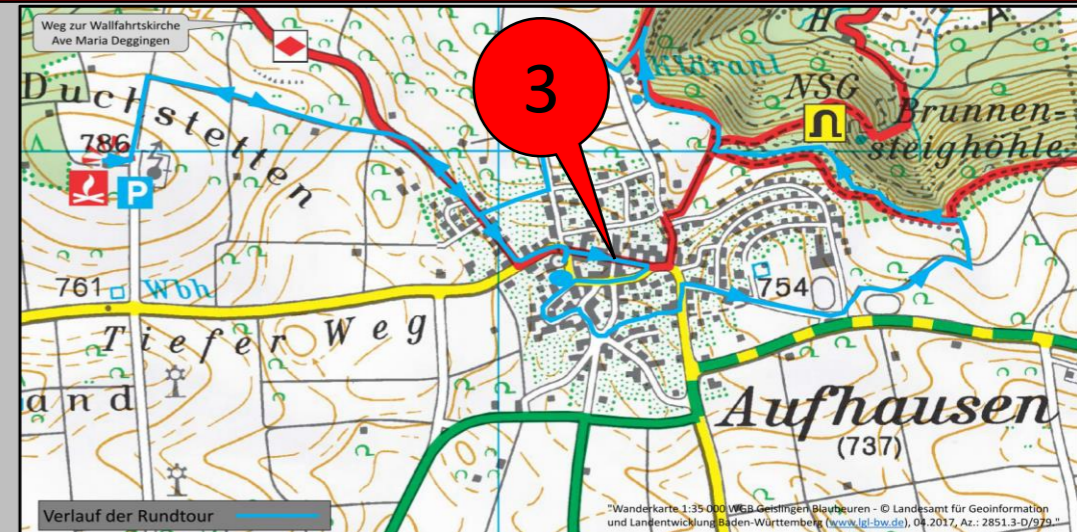 Weg zur Wallfahrtskirche
Ave Maria Deggingen
792
H
A
3
Kläranl
Duchstetten
NSG
Brunnen-
steighöhle
786
P
761
Wbh
754
Tiefer Weg
and
Aufhausen
(737)
Verlauf der Rundtour
"Wanderkarte 1:35 000 WGB Geislingen Blaubeuren - © Landesamt für Geoinformation
und Landentwicklung Baden-Württemberg (www.lgl-bw.de), 04.2017, Az.: 2851.3-D/979."